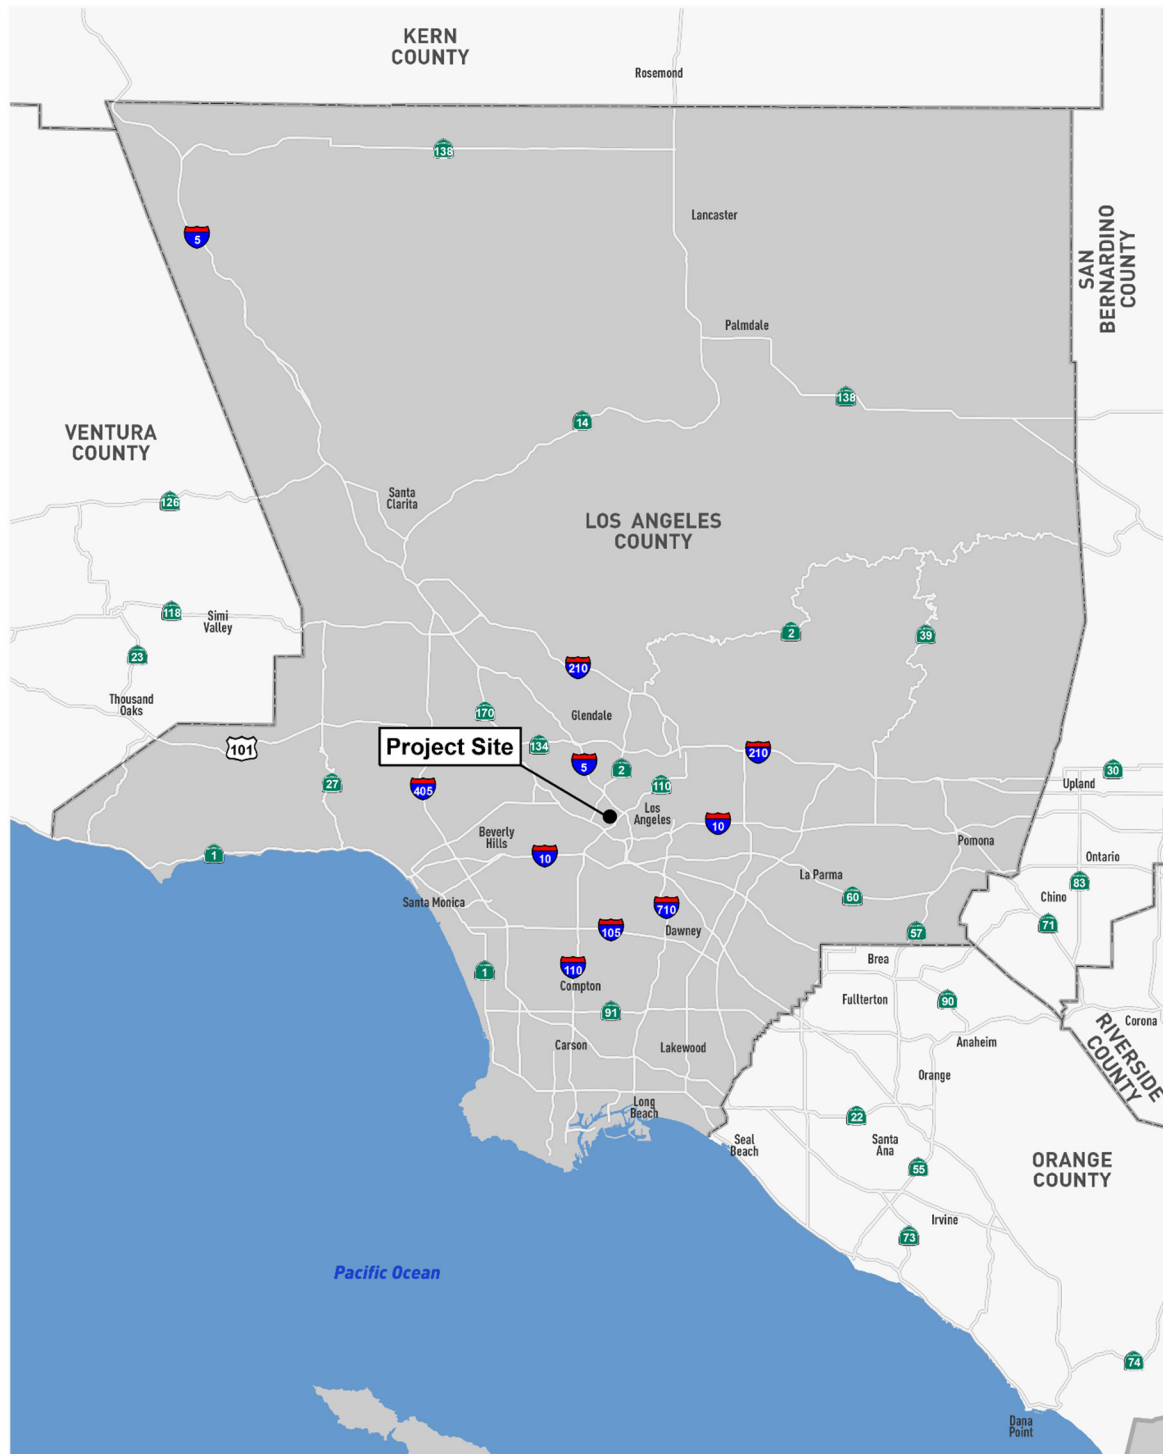 KERN
COUNTY
Rosemond
138
Lancaster
5
SAN
BERNARDINO
COUNTY
Palmdale
138
14
VENTURA
COUNTY
126
Santa
Clarita
LOS ANGELES
COUNTY
118
Simi
Valley
2
39
23
210
Thousand
Oaks
170
Glendale
101
Project Site
134
210
5
2
30
27
405
110
Upland
Los
Angeles
10
Beverly
Hills
Pomona
1
10
Ontario
La Parma
83
Chino
60
Santa Monica
710
71
105
Dawney
57
Brea
1
110
Compton
Fullterton
90
91
Corona
RIVERSIDE
COUNTY
Carson
Lakewood
Anaheim
Orange
Long
Beach
22
Seal
Beach
Santa
Ana
ORANGE
COUNTY
55
Irvine
73
Pacific Ocean
74
Dana
Point